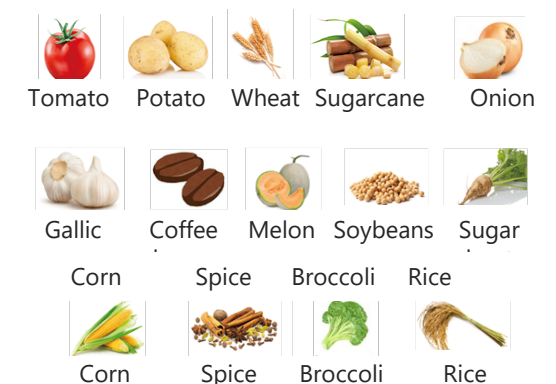 Tomato Potato Wheat Sugarcane Onion
Gallic Coffee Melon Soybeans Sugar
Corn Spice Broccoli Rice
Corn Spice Broccoli Rice